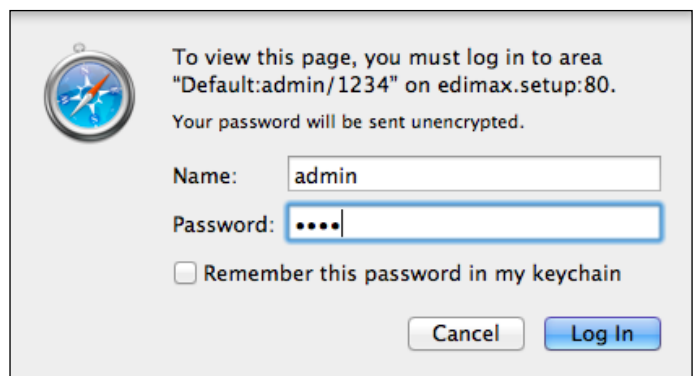 To view this page, you must log in to area
“Default:admin/1234” on edimax.setup:80.
Your password will be sent unencrypted.
Name: admin
Password: ••••
Remember this password in my keychain
Cancel Log In